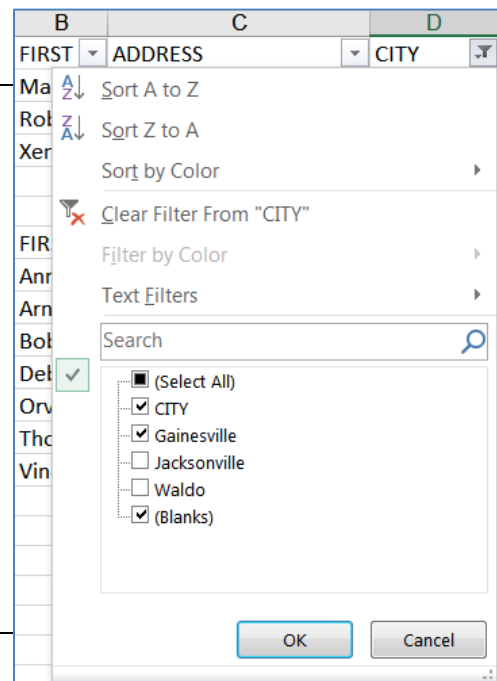 B C D
FIRST ADDRESS CITY
Ma A Z Sort A to Z
Rob Z A Sort Z to A
Xer Sort by Color
Clear Filter From "CITY"
FIR Filter by Color
Ann Text Filters
Arn
Bob Search
Deb (Select All)
Orv CITY
Tho Gainesville
Vin Jacksonville
Waldo
(Blanks)
OK Cancel